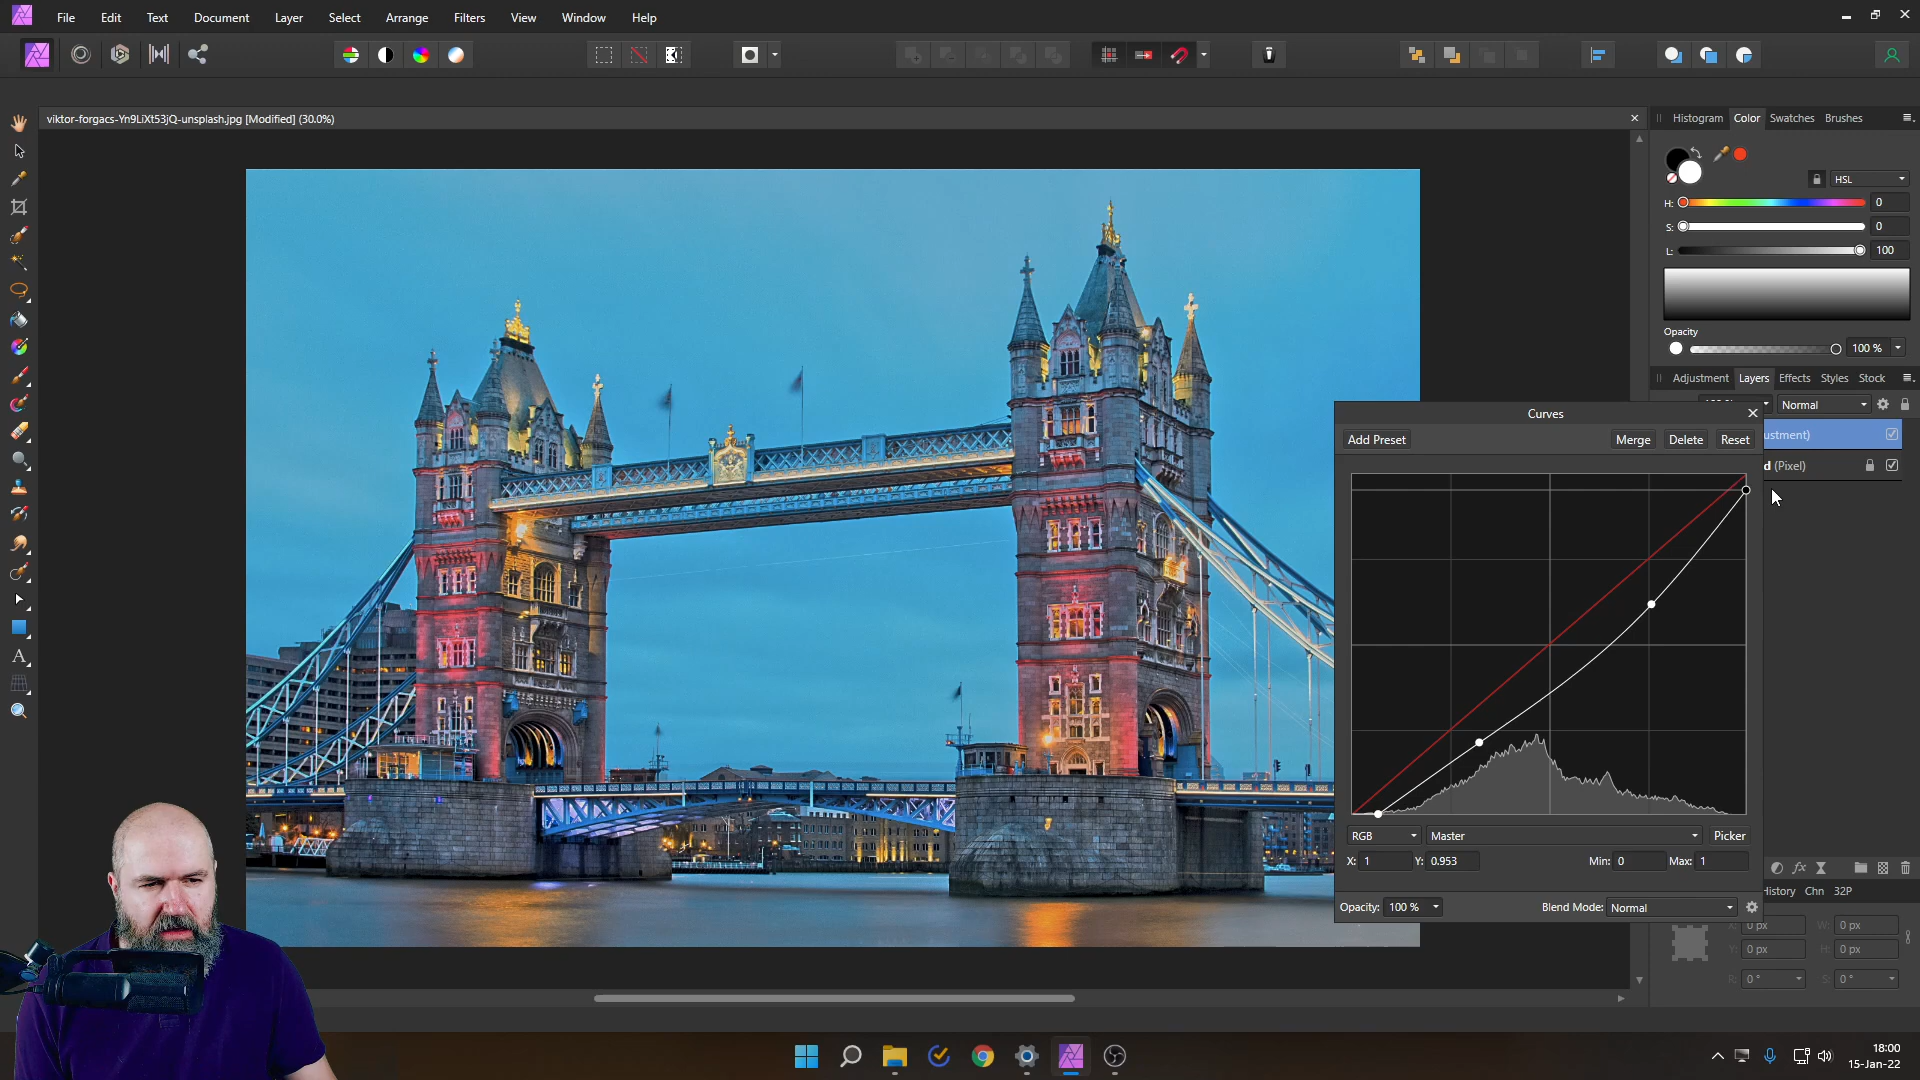 File Edit Text Document Layer Select Arrange Filters View Window Help
viktor-forgacs-Yn9LiXt53jQ-unsplash.jpg [Modified] (30.0%)
Histogram Color Swatches Brushes
HSL
H: 0
S: 0
L: 100
Opacity
100 %
Adjustment Layers Effects Styles Stock
Normal
Curves
ustment)
Add Preset Merge Delete Reset
d (Pixel)
RGB Master Picker
X: 1 Y: 0.953 Min: 0 Max: 1
History Chn 32P
Opacity: 100 % Blend Mode: Normal
X: 0 px W: 0 px
Y: 0 px H: 0 px
R: 0 ° S: 0 °
18:00
15-Jan-22